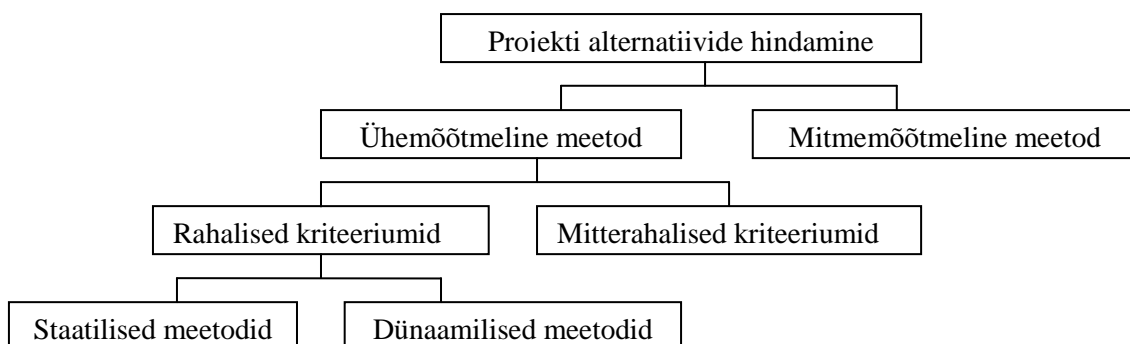 Projekti alternatiivide hindamine
Ühemõõtmeline meetod
Mitmemõõtmeline meetod
Rahalised kriteeriumid
Mitterahalised kriteeriumid
Staatilised meetodid
Dünaamilised meetodid